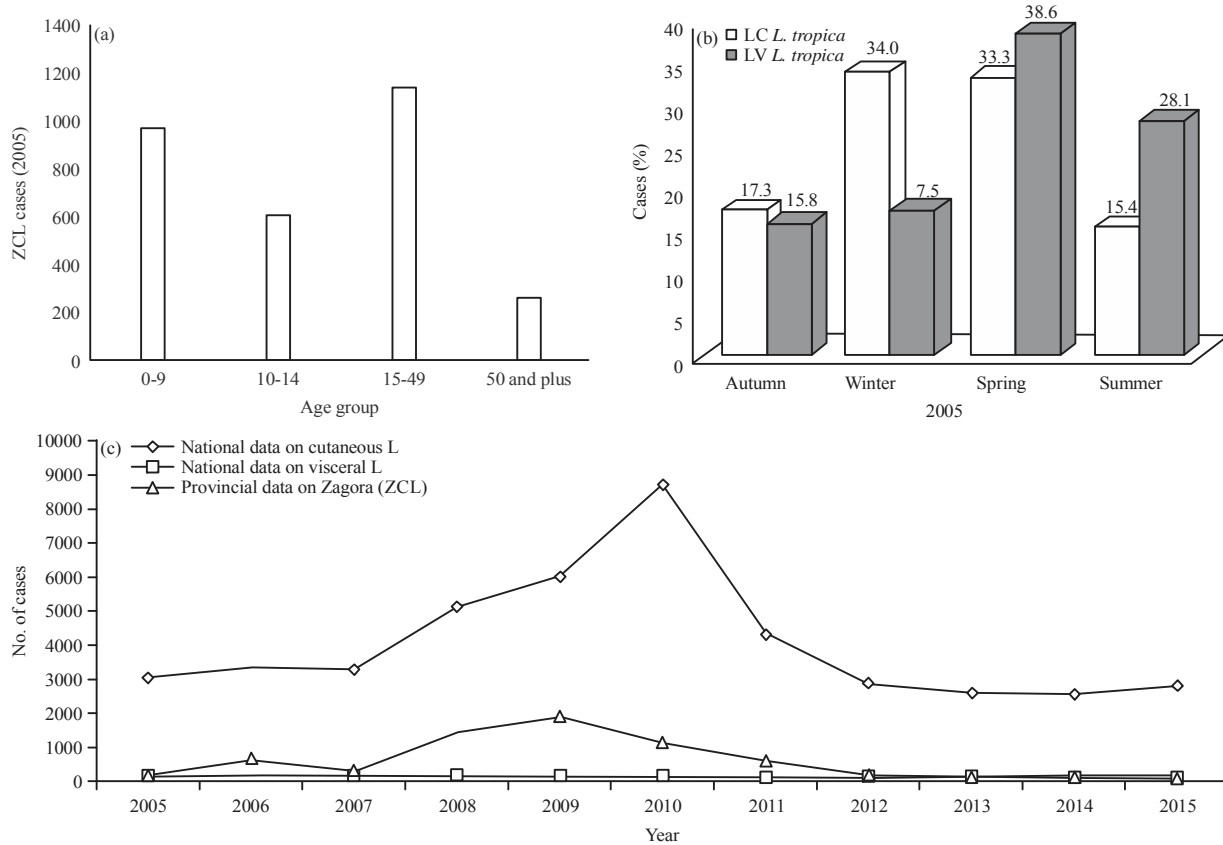 (a)
1400
1200
1000
800
600
400
200
0
ZCL cases (2005)
0-9 10-14 15-49 50 and plus
Age group
(b)
LC L. tropica
LV L. tropica
40
35
30
25
20
15
10
5
0
Cases (%)
17.3
15.8
34.0
7.5
33.3
38.6
15.4
28.1
Autumn Winter Spring Summer
2005
(c)
National data on cutaneous L
National data on visceral L
Provincial data on Zagora (ZCL)
10000
9000
8000
7000
6000
5000
4000
3000
2000
1000
0
No. of cases
2005 2006 2007 2008 2009 2010 2011 2012 2013 2014 2015
Year